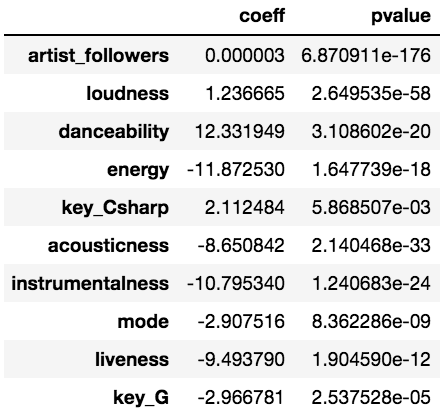 coeff pvalue
artist_followers 0.000003 6.870911e-176
loudness 1.236665 2.649535e-58
danceability 12.331949 3.108602e-20
energy -11.872530 1.647739e-18
key_Csharp 2.112484 5.868507e-03
acousticness -8.650842 2.140468e-33
instrumentalness -10.795340 1.240683e-24
mode -2.907516 8.362286e-09
liveness -9.493790 1.904590e-12
key_G -2.966781 2.537528e-05